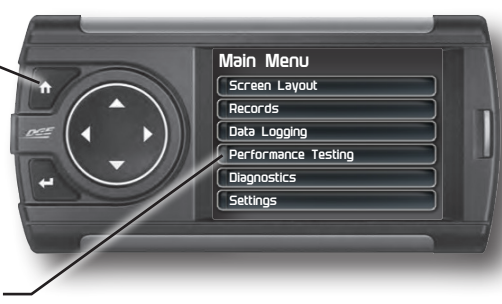 Main Menu
Screen Layout
Records
Data Logging
Performance Testing
Diagnostics
Settings